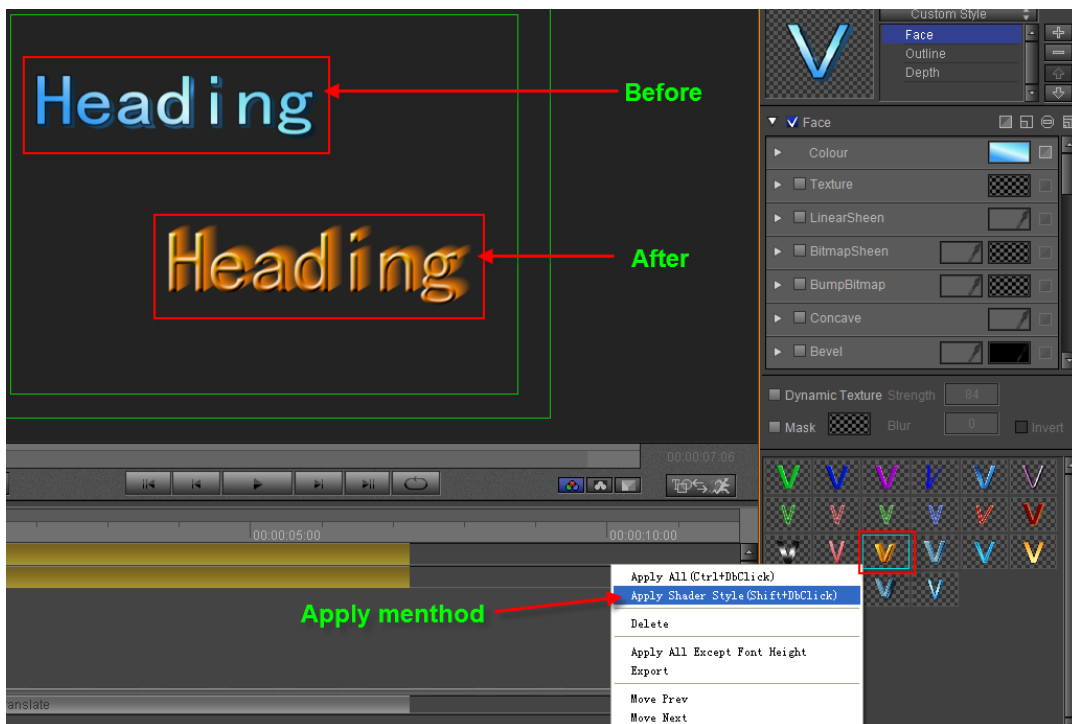 Custom Style
Face
Outline
Depth
Heading
Before
Face
Colour
Texture
LinearSheen
Heading
After
BitmapSheen
BumpBitmap
Concave
Bevel
Dynamic Texture Strength 84
Mask Blur 0 Invert
00:00:07:06
00:00:05:00
00:00:10:00
Apply All(Ctrl+DbClick)
Apply Shader Style(Shift+DbClick)
Apply menthod
Delete
Apply All Except Font Height
Export
Move Prev
Move Next
anslate